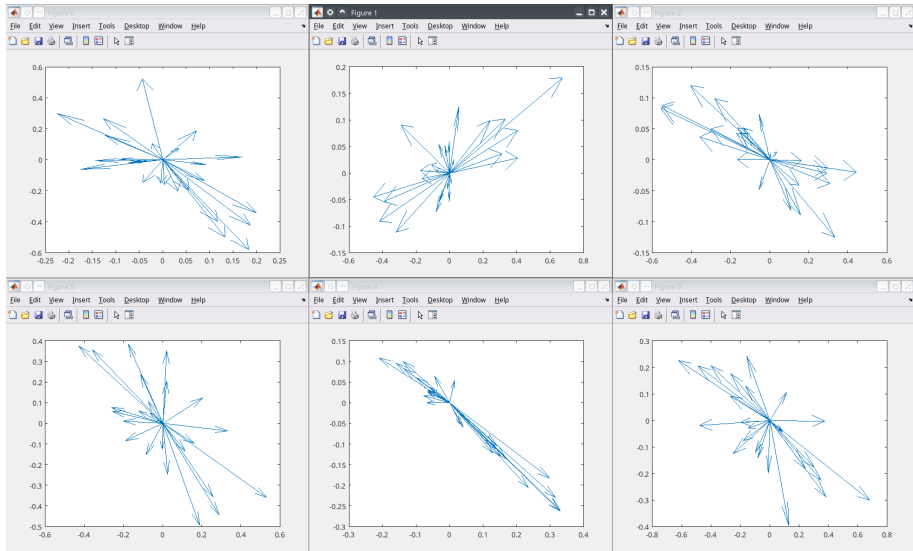 Figure 6
File Edit View Insert Tools Desktop Window Help
0.6
0.4
0.2
0
-0.2
-0.4
-0.6
-0.25 -0.2 -0.15 -0.1 -0.05 0 0.05 0.1 0.15 0.2 0.25
Figure 1
File Edit View Insert Tools Desktop Window Help
0.2
0.15
0.1
0.05
0
-0.05
-0.1
-0.15
-0.6 -0.4 -0.2 0 0.2 0.4 0.6 0.8
Figure 2
File Edit View Insert Tools Desktop Window Help
0.15
0.1
0.05
0
-0.05
-0.1
-0.15
-0.6 -0.4 -0.2 0 0.2 0.4 0.6
Figure 5
File Edit View Insert Tools Desktop Window Help
0.4
0.3
0.2
0.1
0
-0.1
-0.2
-0.3
-0.4
-0.5
-0.6 -0.4 -0.2 0 0.2 0.4 0.6
Figure 4
File Edit View Insert Tools Desktop Window Help
0.15
0.1
0.05
0
-0.05
-0.1
-0.15
-0.2
-0.25
-0.3
-0.3 -0.2 -0.1 0 0.1 0.2 0.3 0.4
Figure 3
File Edit View Insert Tools Desktop Window Help
0.3
0.2
0.1
0
-0.1
-0.2
-0.3
-0.4
-0.8 -0.6 -0.4 -0.2 0 0.2 0.4 0.6 0.8